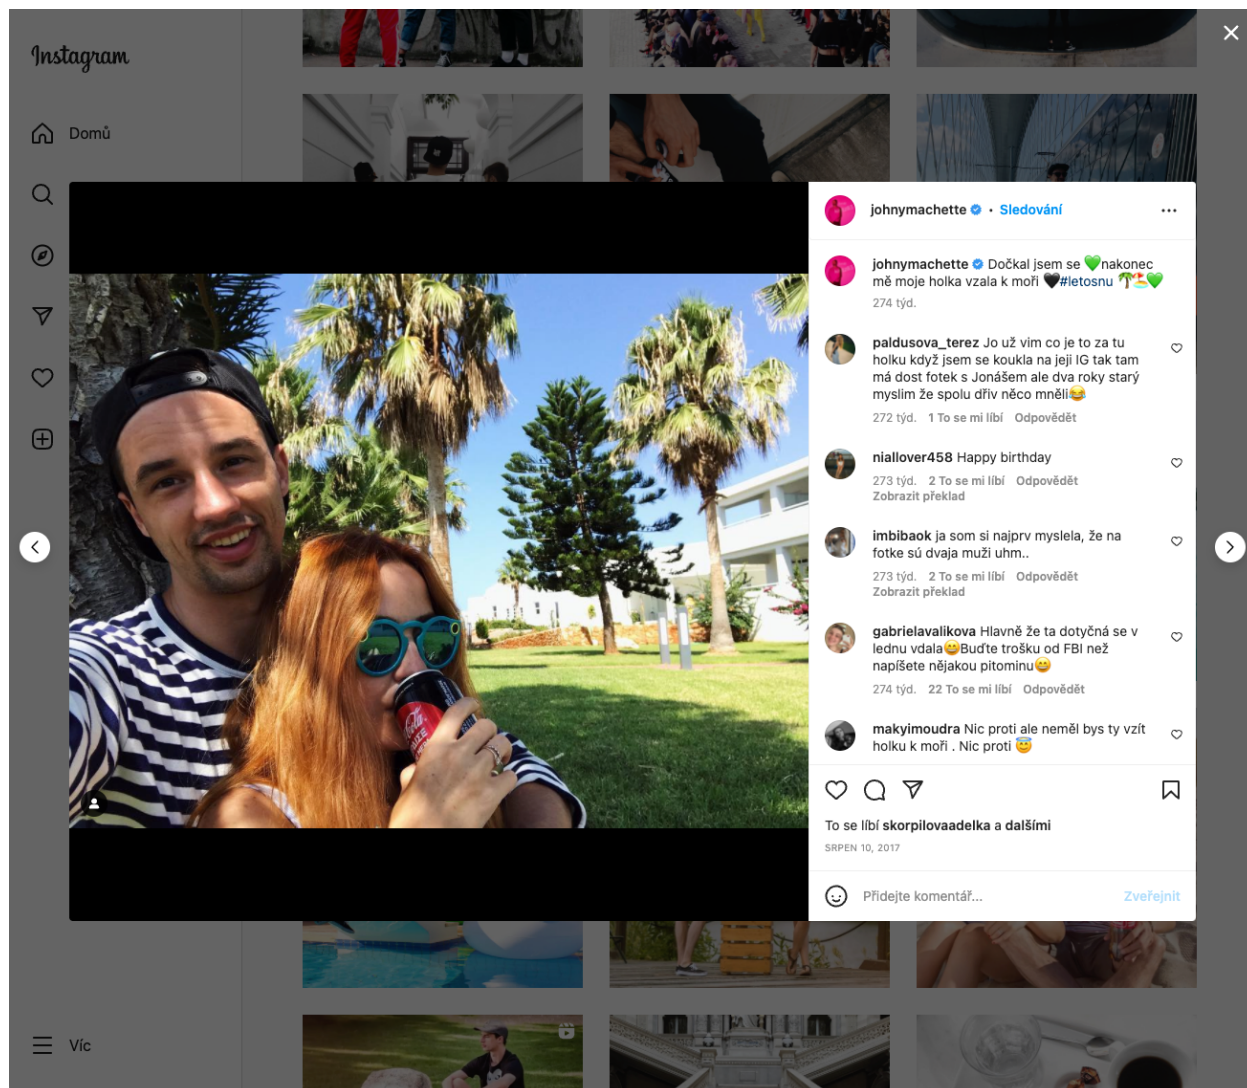 Instagram
Domů
Víc
johnymachette • Sledování
johnymachette Dočkal jsem se 💚nakonec
mě moje holka vzala k moři 🖤#letosnu 🌴🏖💚
274 týd.
paldusova_terez Jo už vim co je to za tu
holku když jsem se koukla na jeji IG tak tam
má dost fotek s Jonášem ale dva roky starý
myslim že spolu dřiv něco mněli😂
272 týd. 1 To se mi líbí Odpovědět
niallover458 Happy birthday
273 týd. 2 To se mi líbí Odpovědět
Zobrazit překlad
imbibaok ja som si najprv myslela, že na
fotke sú dvaja muži uhm..
273 týd. 2 To se mi líbí Odpovědět
Zobrazit překlad
gabrielavalikova Hlavně že ta dotyčná se v
lednu vdala😀Buďte trošku od FBI než
napíšete nějakou pitominu😀
274 týd. 22 To se mi líbí Odpovědět
makyimoudra Nic proti ale neměl bys ty vzít
holku k moři . Nic proti 😇
To se líbí skorpilovaadelka a dalšími
SRPEN 10, 2017
Přidejte komentář...
Zveřejnit